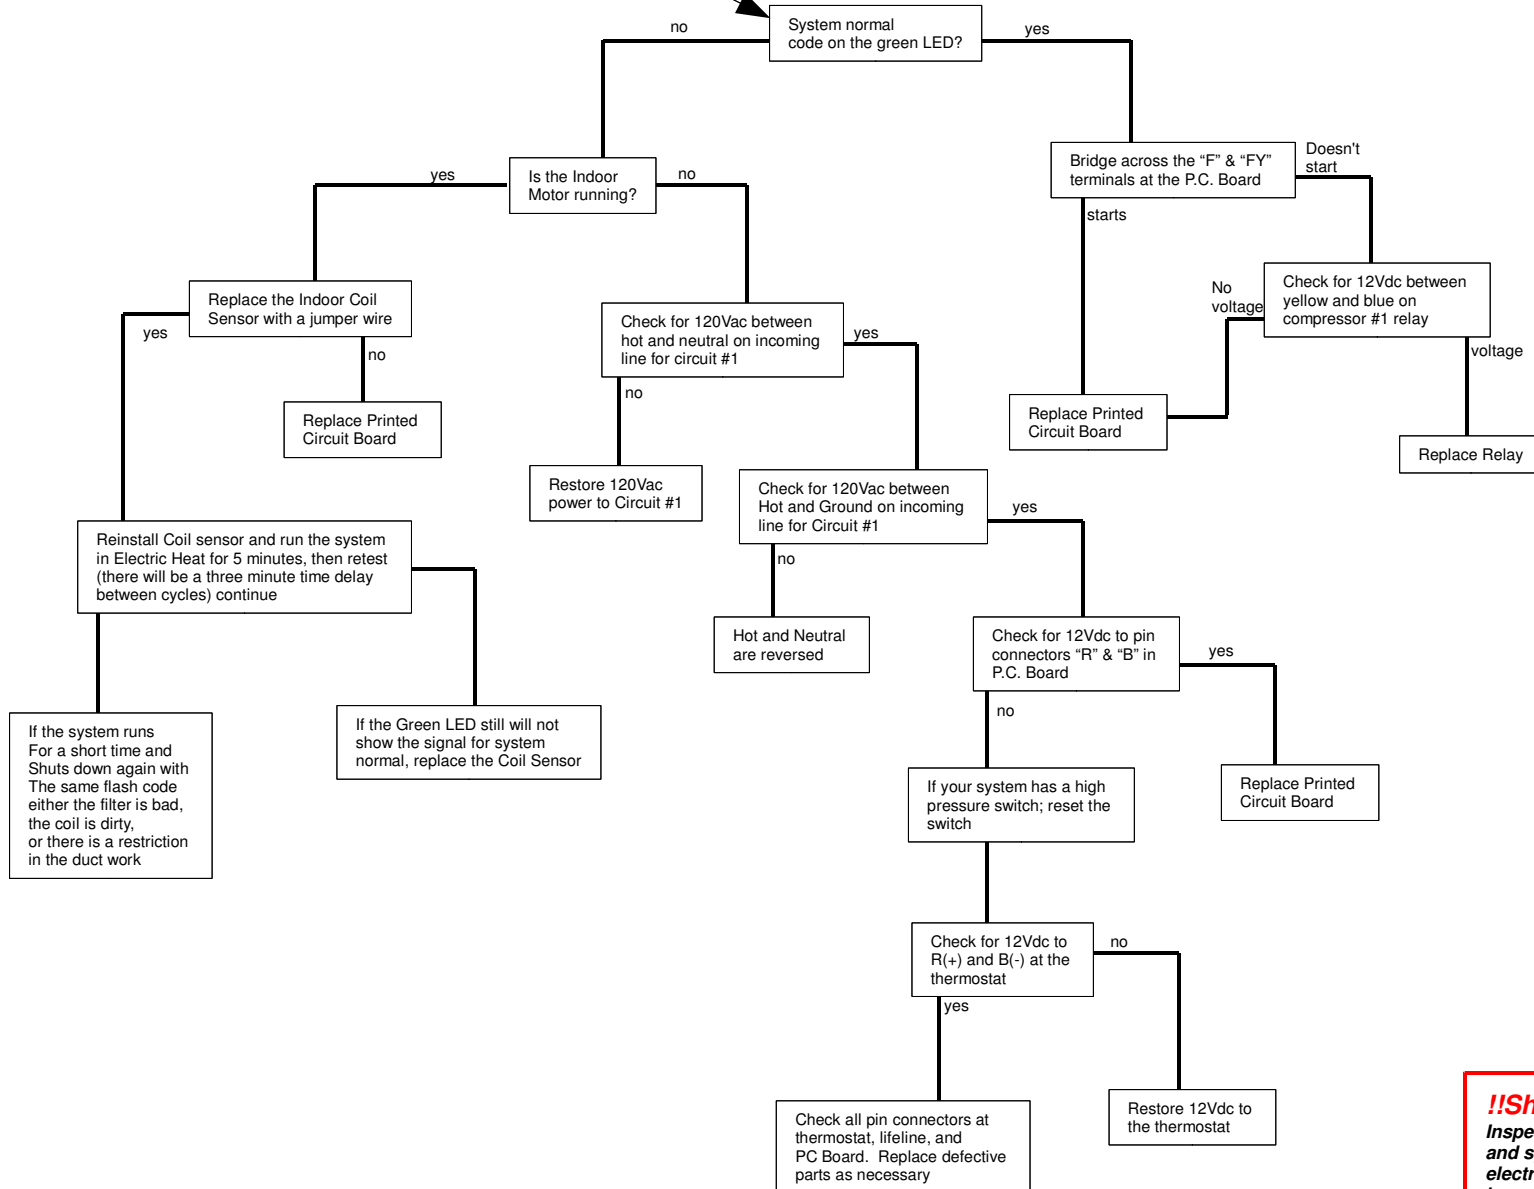 System normal
code on the green LED?
no
yes
Is the Indoor
Motor running?
yes
no
Bridge across the “F” & “FY”
terminals at the P.C. Board
Doesn't
start
starts
Replace the Indoor Coil
Sensor with a jumper wire
yes
no
Check for 120Vac between
hot and neutral on incoming
line for circuit #1
yes
no
No
voltage
Check for 12Vdc between
yellow and blue on
compressor #1 relay
voltage
Replace Printed
Circuit Board
Replace Printed
Circuit Board
Replace Relay
Restore 120Vac
power to Circuit #1
Check for 120Vac between
Hot and Ground on incoming
line for Circuit #1
yes
no
Reinstall Coil sensor and run the system
in Electric Heat for 5 minutes, then retest
(there will be a three minute time delay
between cycles) continue
Hot and Neutral
are reversed
Check for 12Vdc to pin
connectors “R” & “B” in
P.C. Board
yes
no
If the system runs
For a short time and
Shuts down again with
The same flash code
either the filter is bad,
the coil is dirty,
or there is a restriction
in the duct work
If the Green LED still will not
show the signal for system
normal, replace the Coil Sensor
If your system has a high
pressure switch; reset the
switch
Replace Printed
Circuit Board
Check for 12Vdc to
R(+) and B(-) at the
thermostat
no
yes
Check all pin connectors at
thermostat, lifeline, and
PC Board.  Replace defective
parts as necessary
Restore 12Vdc to
the thermostat
!!Sh
Inspe
and s
electr